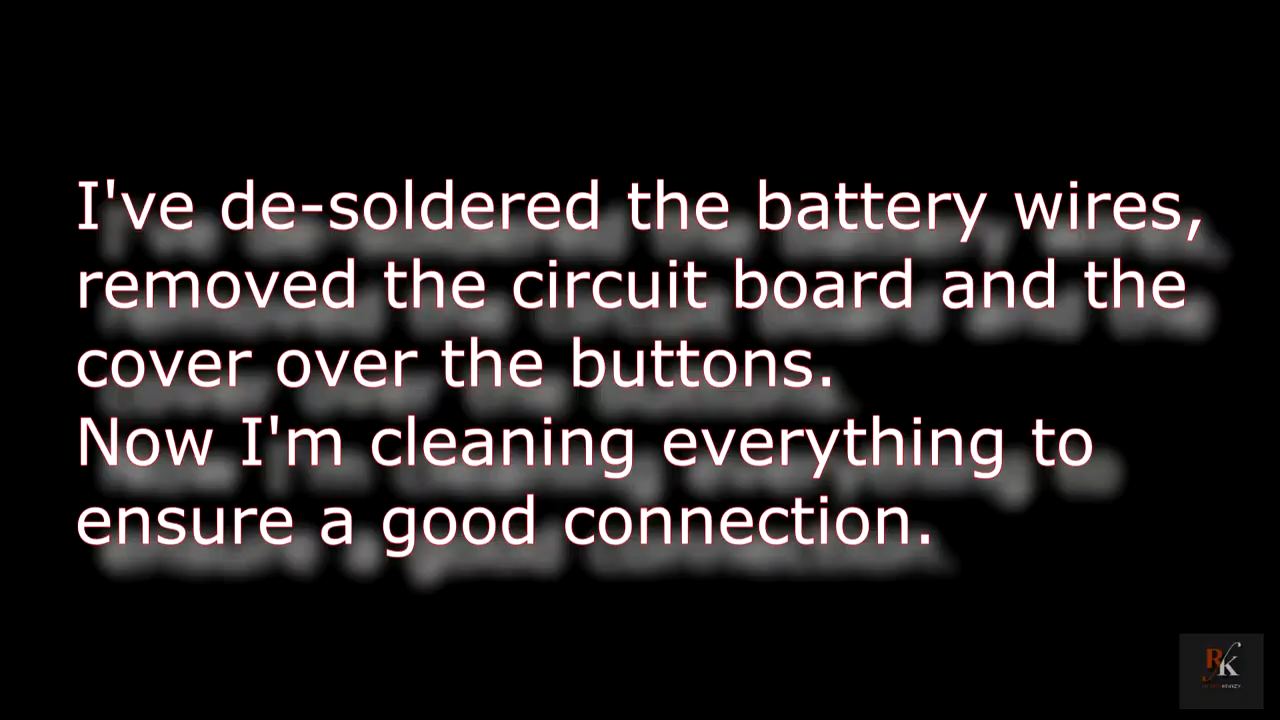 I've de-soldered the battery wires,
removed the circuit board and the
cover over the buttons.
Now I'm cleaning everything to
ensure a good connection.
RK